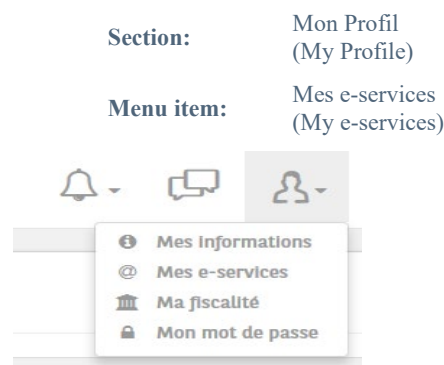 Section: Mon Profil
(My Profile)
Menu item: Mes e-services
(My e-services)
Mes informations
@ Mes e-services
Ma fiscalité
Mon mot de passe